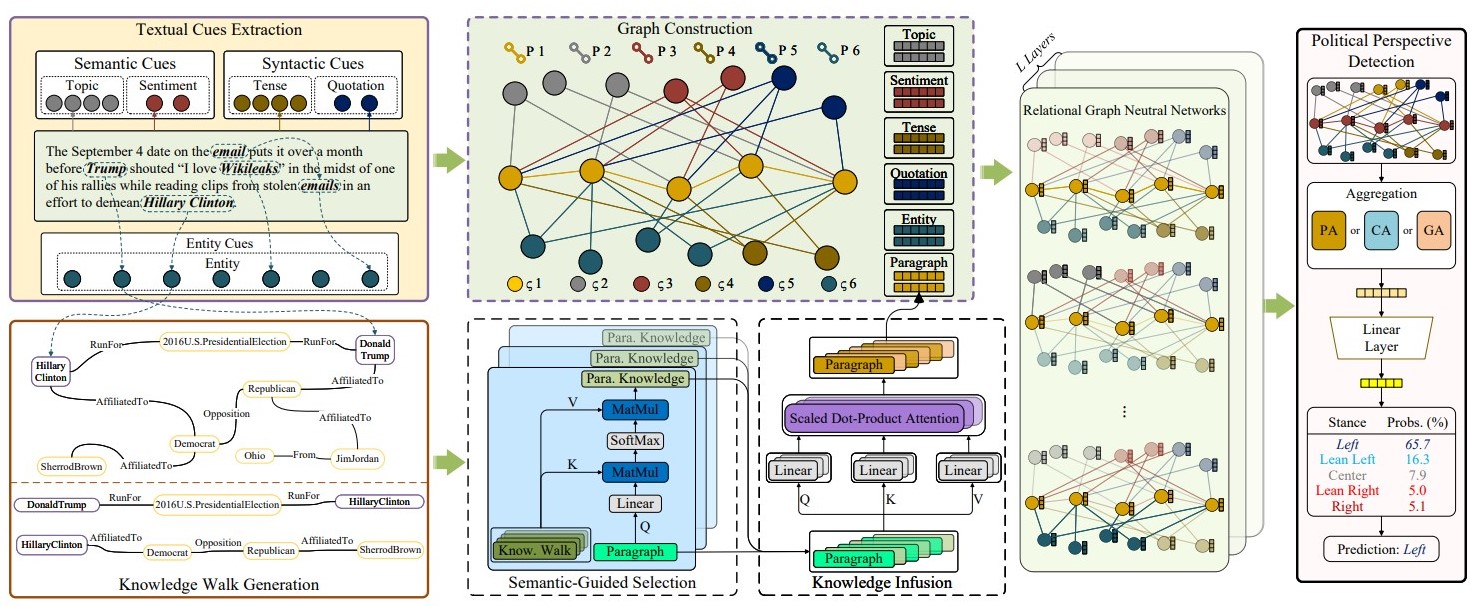 Textual Cues Extraction
Semantic Cues
Syntactic Cues
Topic
Sentiment
Tense
Quotation
The September 4 date on the email puts it over a month
before Trump shouted “I love Wikileaks” in the midst of one
of his rallies while reading clips from stolen emails in an
effort to demean Hillary Clinton.
Entity Cues
Entity
Hillary
Clinton
RunFor
2016U.S.PresidentialElection
RunFor
Donald
Trump
AffiliatedTo
Republican
AffiliatedTo
Opposition
AffiliatedTo
Democrat
SherrodBrown
AffiliatedTo
Ohio
From
JimJordan
DonaldTrump
RunFor
2016U.S.PresidentialElection
RunFor
HillaryClinton
HillaryClinton
AffiliatedTo
Democrat
Opposition
Republican
AffiliatedTo
SherrodBrown
Knowledge Walk Generation
Graph Construction
P 1
P 2
P 3
P 4
P 5
P 6
ς1
ς2
ς3
ς4
ς5
ς6
Topic
Sentiment
Tense
Quotation
Entity
Paragraph
Para. Knowledge
Para. Knowledge
Para. Knowledge
V
MatMul
SoftMax
K
MatMul
Linear
Q
Know. Walk
Paragraph
Semantic-Guided Selection
Paragraph
Scaled Dot-Product Attention
Linear
Linear
Linear
Q
K
V
Paragraph
Knowledge Infusion
L Layers
Relational Graph Neutral Networks
...
Political Perspective
Detection
Aggregation
PA
or
CA
or
GA
Linear
Layer
Stance Probs. (%)
Left 65.7
Lean Left 16.3
Center 7.9
Lean Right 5.0
Right 5.1
Prediction: Left